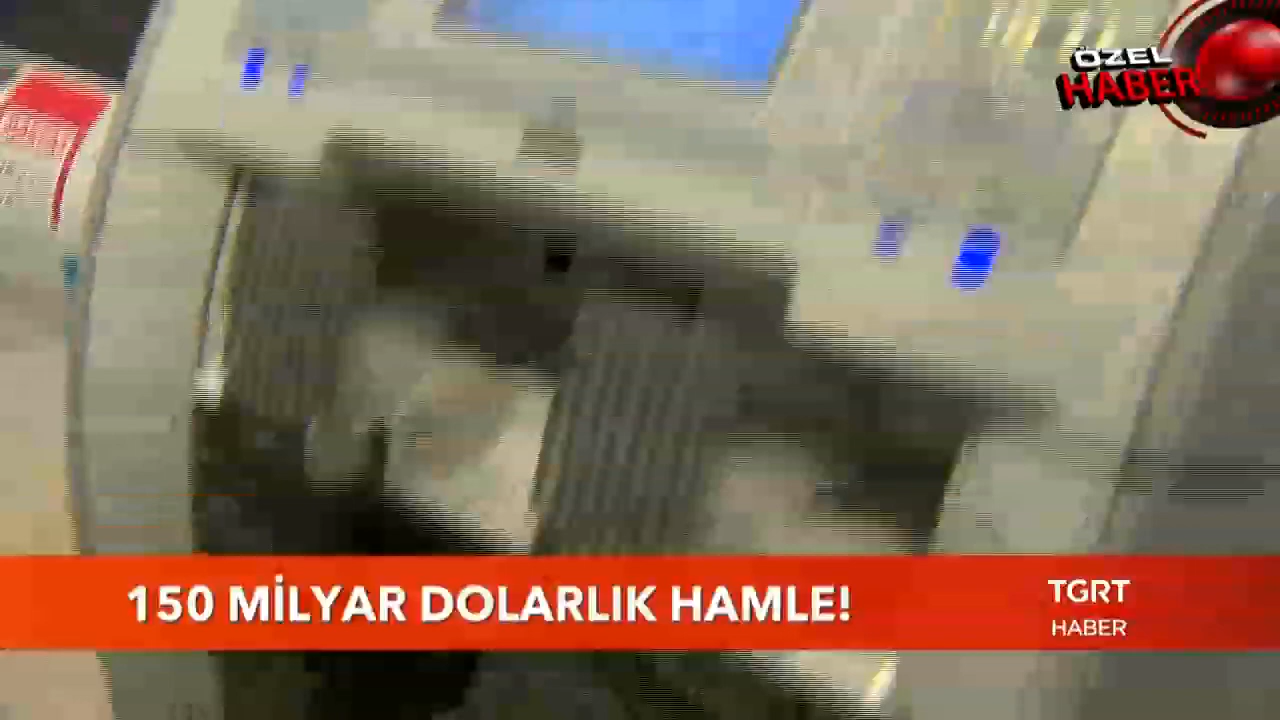 ÖZEL
HABER
150 MİLYAR DOLARLIK HAMLE!
TGRT
HABER